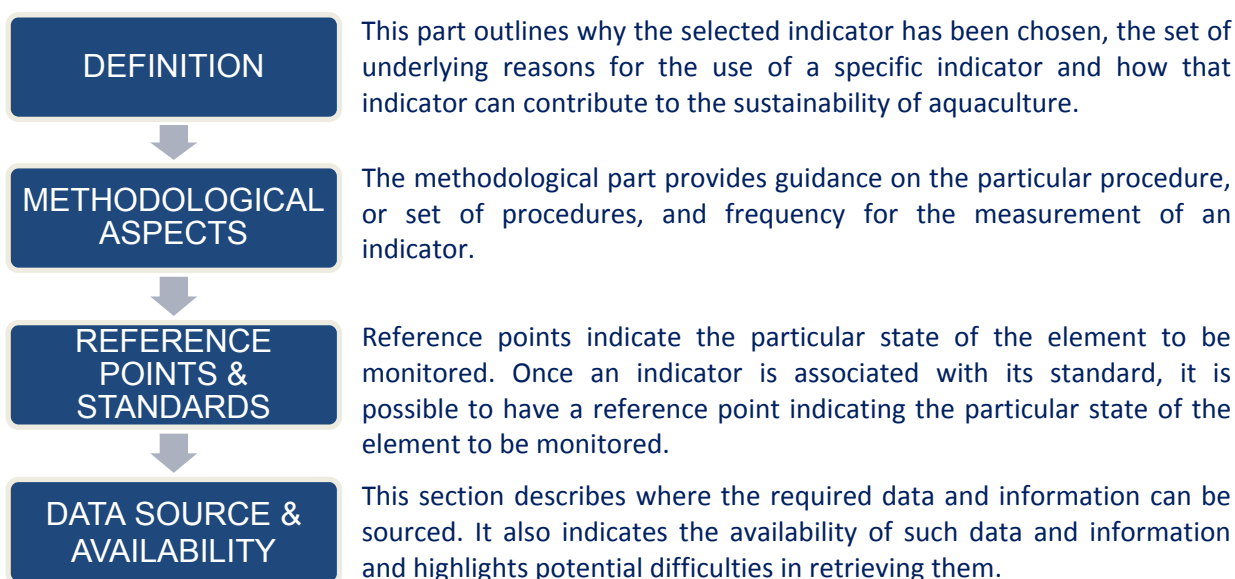 DEFINITION
This part outlines why the selected indicator has been chosen, the set of
underlying reasons for the use of a specific indicator and how that
indicator can contribute to the sustainability of aquaculture.
METHODOLOGICAL
ASPECTS
The methodological part provides guidance on the particular procedure,
or set of procedures, and frequency for the measurement of an
indicator.
REFERENCE
POINTS &
STANDARDS
Reference points indicate the particular state of the element to be
monitored. Once an indicator is associated with its standard, it is
possible to have a reference point indicating the particular state of the
element to be monitored.
DATA SOURCE &
AVAILABILITY
This section describes where the required data and information can be
sourced. It also indicates the availability of such data and information
and highlights potential difficulties in retrieving them.